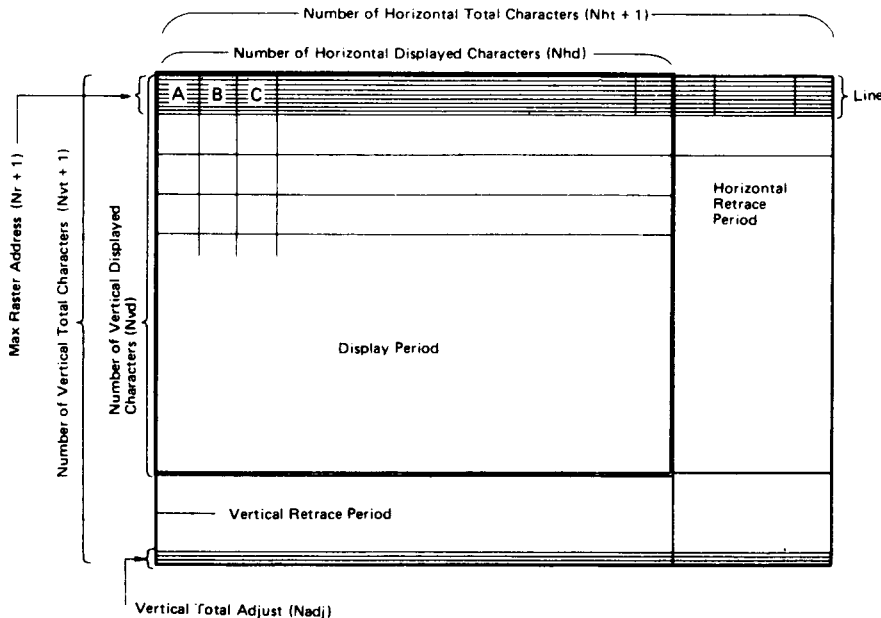 Number of Horizontal Total Characters (Nht + 1)
Number of Horizontal Displayed Characters (Nhd)
A B C
Line
Max Raster Address (Nr + 1)
Number of Vertical Total Characters (Nvt + 1)
Number of Vertical Displayed
Characters (Nvd)
Horizontal
Retrace
Period
Display Period
Vertical Retrace Period
Vertical Total Adjust (Nadj)